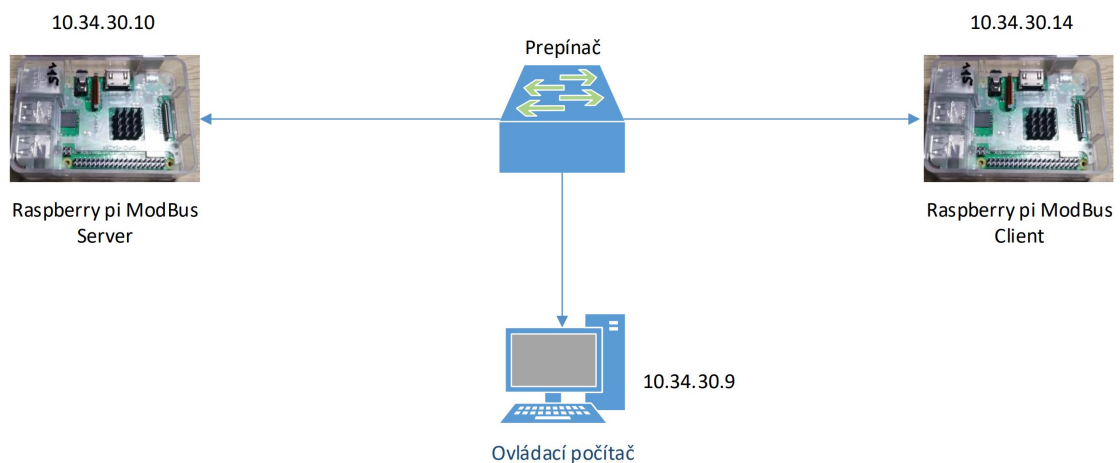 10.34.30.10
10.34.30.14
Prepínač
Raspberry pi ModBus
Server
Raspberry pi ModBus
Client
10.34.30.9
Ovládací počítač